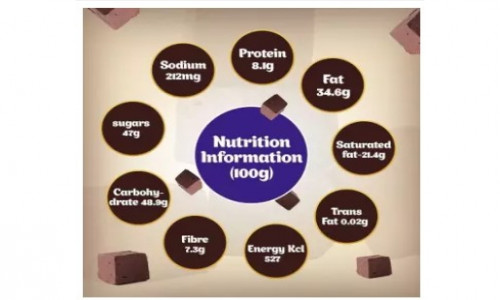 Protein
8.1g
Fat
34.6g
Saturated
fat-21.4g
Trans
Fat 0.02g
Energy Kcl
527
Fibre
7.3g
Carbohy-
drate 48.9g
sugars
47g
Sodium
212mg
Nutrition
Information
(100g)